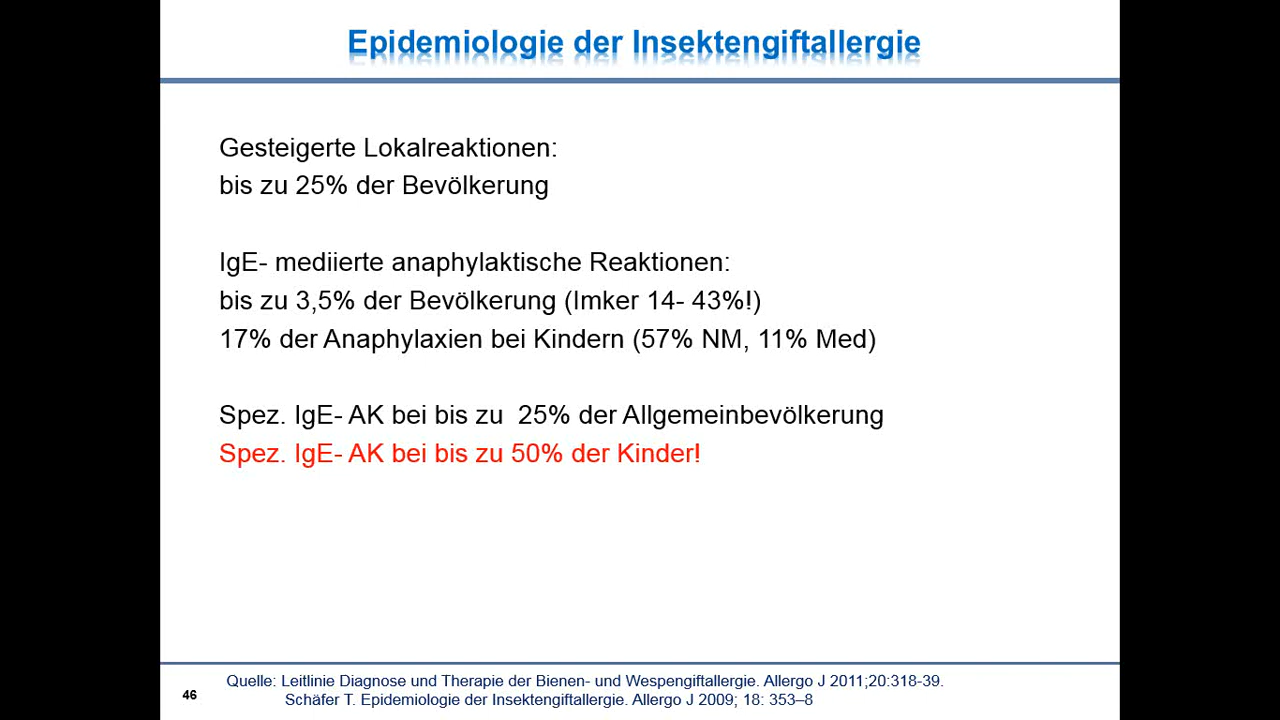 Epidemiologie der Insektengiftallergie
Gesteigerte Lokalreaktionen:
bis zu 25% der Bevölkerung
IgE- mediierte anaphylaktische Reaktionen:
bis zu 3,5% der Bevölkerung (Imker 14- 43%!)
17% der Anaphylaxien bei Kindern (57% NM, 11% Med)
Spez. IgE- AK bei bis zu  25% der Allgemeinbevölkerung
Spez. IgE- AK bei bis zu 50% der Kinder!
Quelle: Leitlinie Diagnose und Therapie der Bienen- und Wespengiftallergie. Allergo J 2011;20:318-39.
46
Schäfer T. Epidemiologie der Insektengiftallergie. Allergo J 2009; 18: 353–8